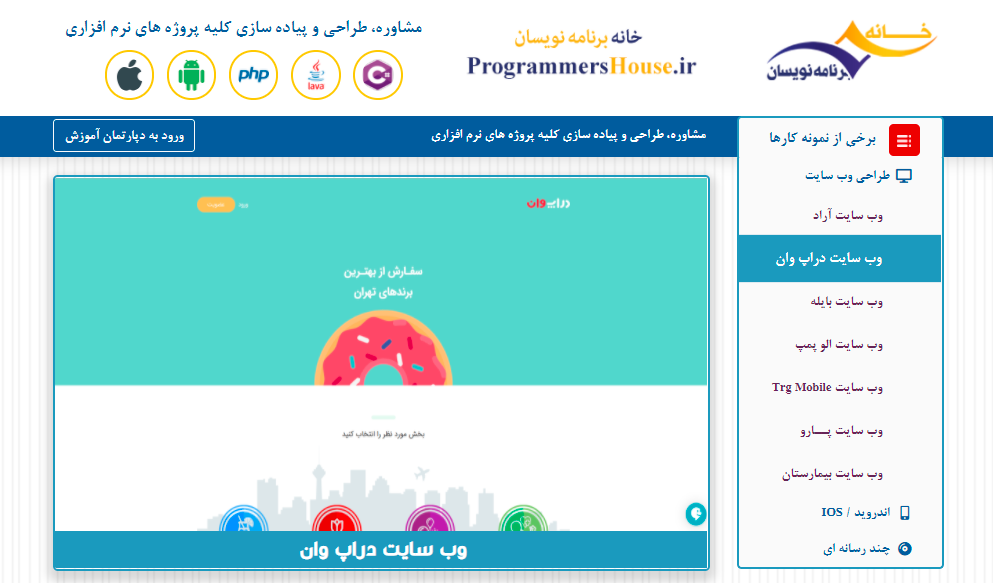 خانه
برنامه نویسان
خانه برنامه نویسان
ProgrammersHouse.ir
مشاوره، طراحی و پیاده سازی کلیه پروژه های نرم افزاری
php
Java
C
برخی از نمونه کارها
طراحی وب سایت
وب سایت آراد
وب سایت دراپ وان
وب سایت بایله
وب سایت الو پمپ
وب سایت Trg Mobile
وب سایت پـــارو
وب سایت بیمارستان
اندروید / IOS
چند رسانه ای
مشاوره، طراحی و پیاده سازی کلیه پروژه های نرم افزاری
ورود به دپارتمان آموزش
دراپ وان
ورود
سفـارش از بهتـرین
برندهای تهران
بخش مورد نظر را انتخاب کنید
وب سایت دراپ وان